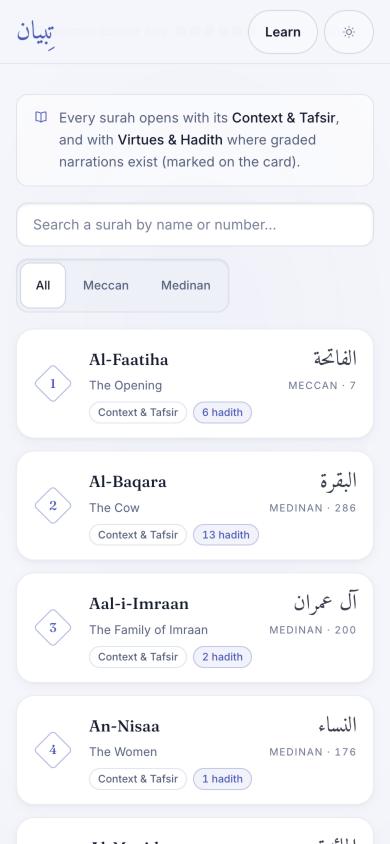 تِبيان
Learn
Every surah opens with its Context & Tafsir,
and with Virtues & Hadith where graded
narrations exist (marked on the card).
Search a surah by name or number...
All
Meccan
Medinan
1
Al-Faatiha
الفاتحة
The Opening
MECCAN · 7
Context & Tafsir
6 hadith
2
Al-Baqara
البقرة
The Cow
MEDINAN · 286
Context & Tafsir
13 hadith
3
Aal-i-Imraan
آل عمران
The Family of Imraan
MEDINAN · 200
Context & Tafsir
2 hadith
4
An-Nisaa
النساء
The Women
MEDINAN · 176
Context & Tafsir
1 hadith